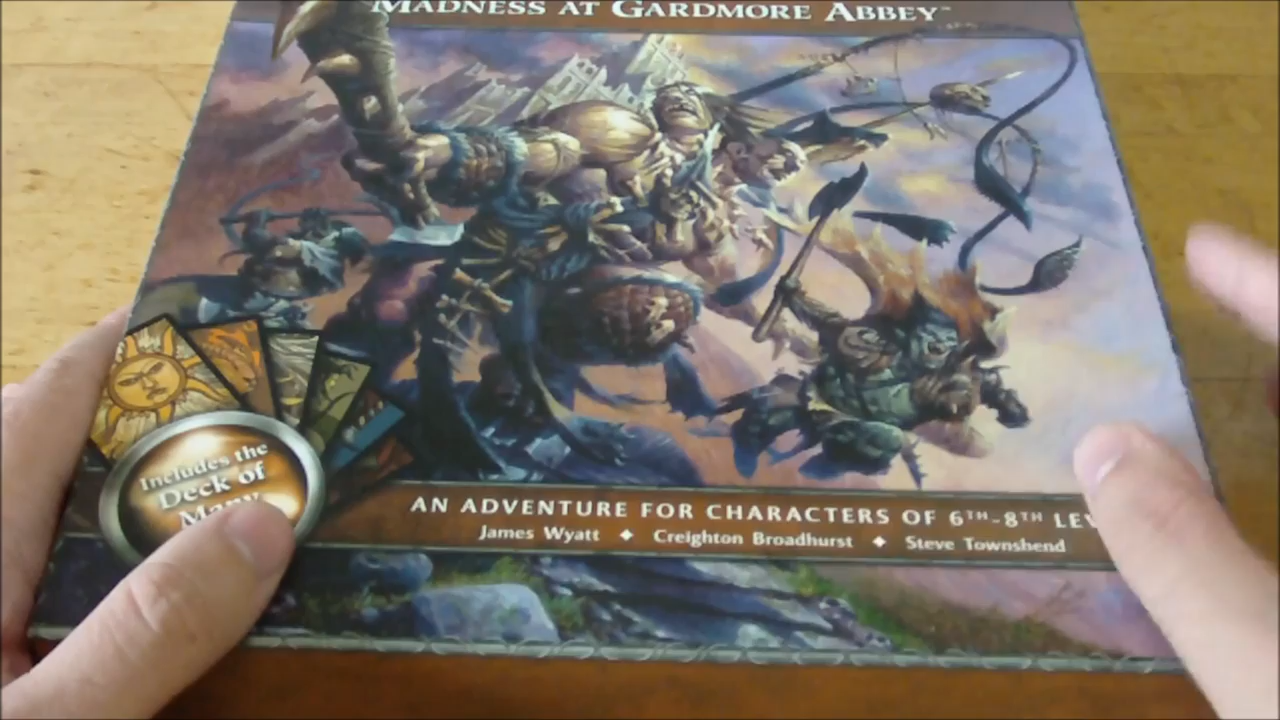 MADNESS AT GARDMORE ABBEY™
Includes the
Deck of
Many
AN ADVENTURE FOR CHARACTERS OF 6TH-8TH LEV
James Wyatt ◆ Creighton Broadhurst ◆ Steve Townshend